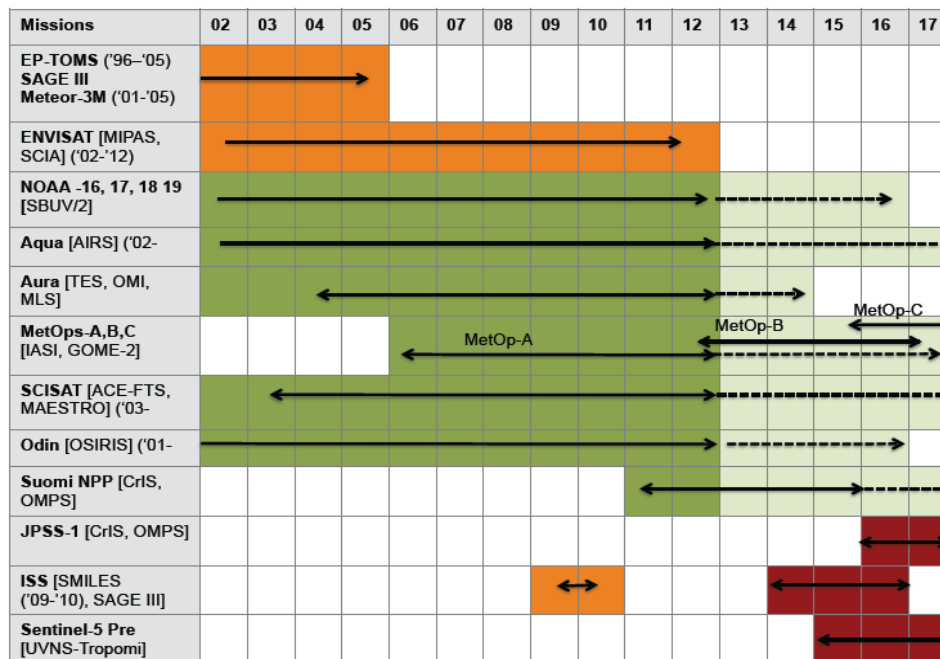 Missions 02 03 04 05 06 07 08 09 10 11 12 13 14 15 16 17
EP-TOMS (’96–‘05)
SAGE III
Meteor-3M (‘01-’05)
ENVISAT [MIPAS,
SCIA] (‘02-’12)
NOAA -16, 17, 18 19
[SBUV/2]
Aqua [AIRS] (‘02-
Aura [TES, OMI,
MLS]
MetOp-C
MetOps-A,B,C
MetOp-B
[IASI, GOME-2]
MetOp-A
SCISAT [ACE-FTS,
MAESTRO] (‘03-
Odin [OSIRIS] (‘01-
Suomi NPP [CrIS,
OMPS]
JPSS-1 [CrIS, OMPS]
ISS [SMILES
(’09-’10), SAGE III]
Sentinel-5 Pre
[UVNS-Tropomi]